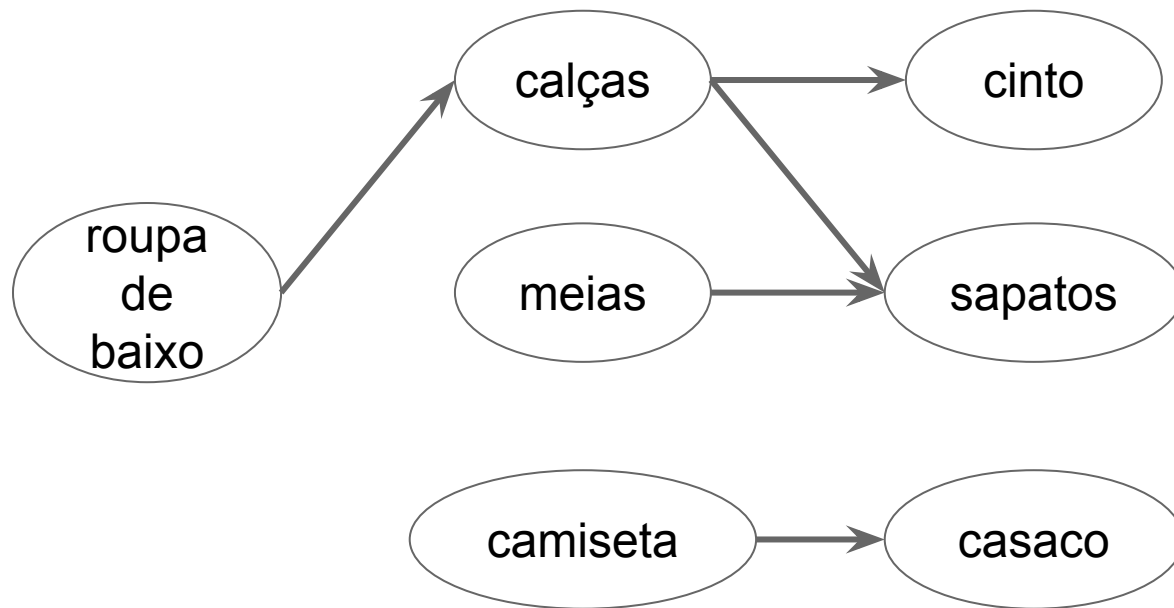 calças
cinto
roupa
de
baixo
meias
sapatos
camiseta
casaco